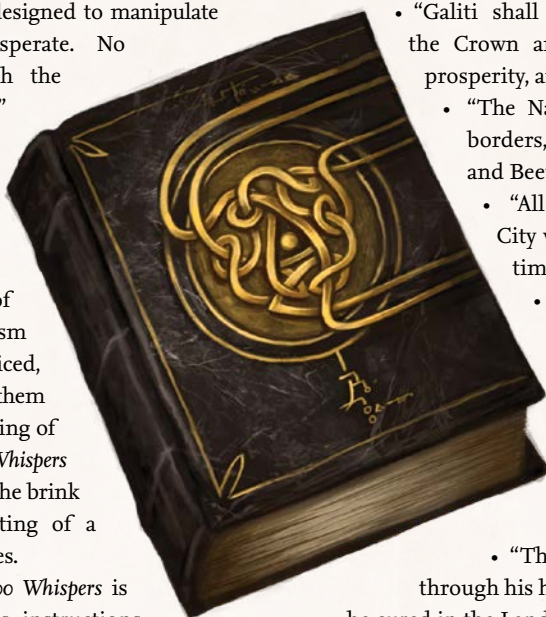 designed to manipulate
sperate. No
h the
”
of
sm
iced,
them
ing of
Whispers
he brink
ting of a
es.
oo Whispers is
instructions
• “Galiti shall
the Crown a
prosperity, a
• “The Na
borders,
and Bee
• “All
City
tim
•
• “Th
through his h
be cured in the Land